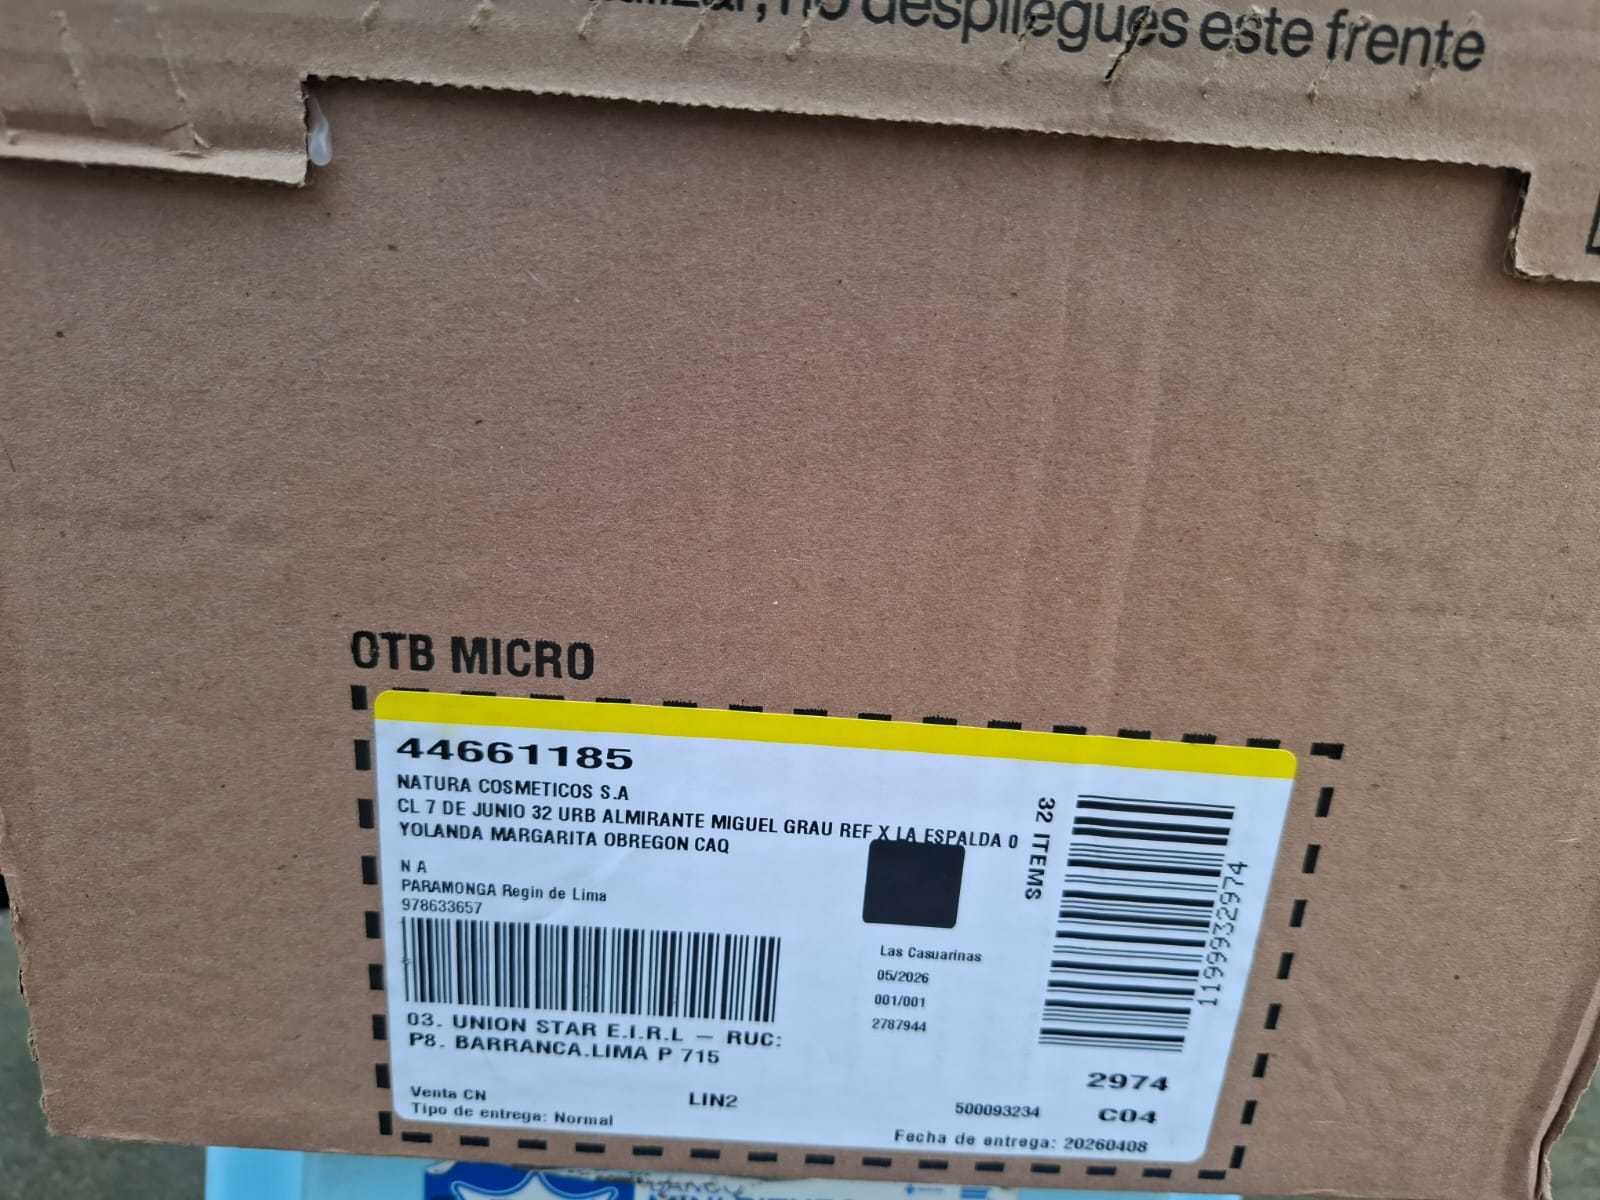 no despliegues este frente
OTB MICRO
44661185
NATURA COSMETICOS S.A
CL 7 DE JUNIO 32 URB ALMIRANTE MIGUEL GRAU REF X LA ESPALDA 0
YOLANDA MARGARITA OBREGON CAQ
N A
PARAMONGA Regin de Lima
978633657
03. UNION STAR E.I.R.L – RUC:
P8. BARRANCA.LIMA P 715
Venta CN
LIN2
Tipo de entrega: Normal
32 ITEMS
Las Casuarinas
05/2026
001/001
2787944
119993297​4
2974
500093234
C04
Fecha de entrega: 20260408